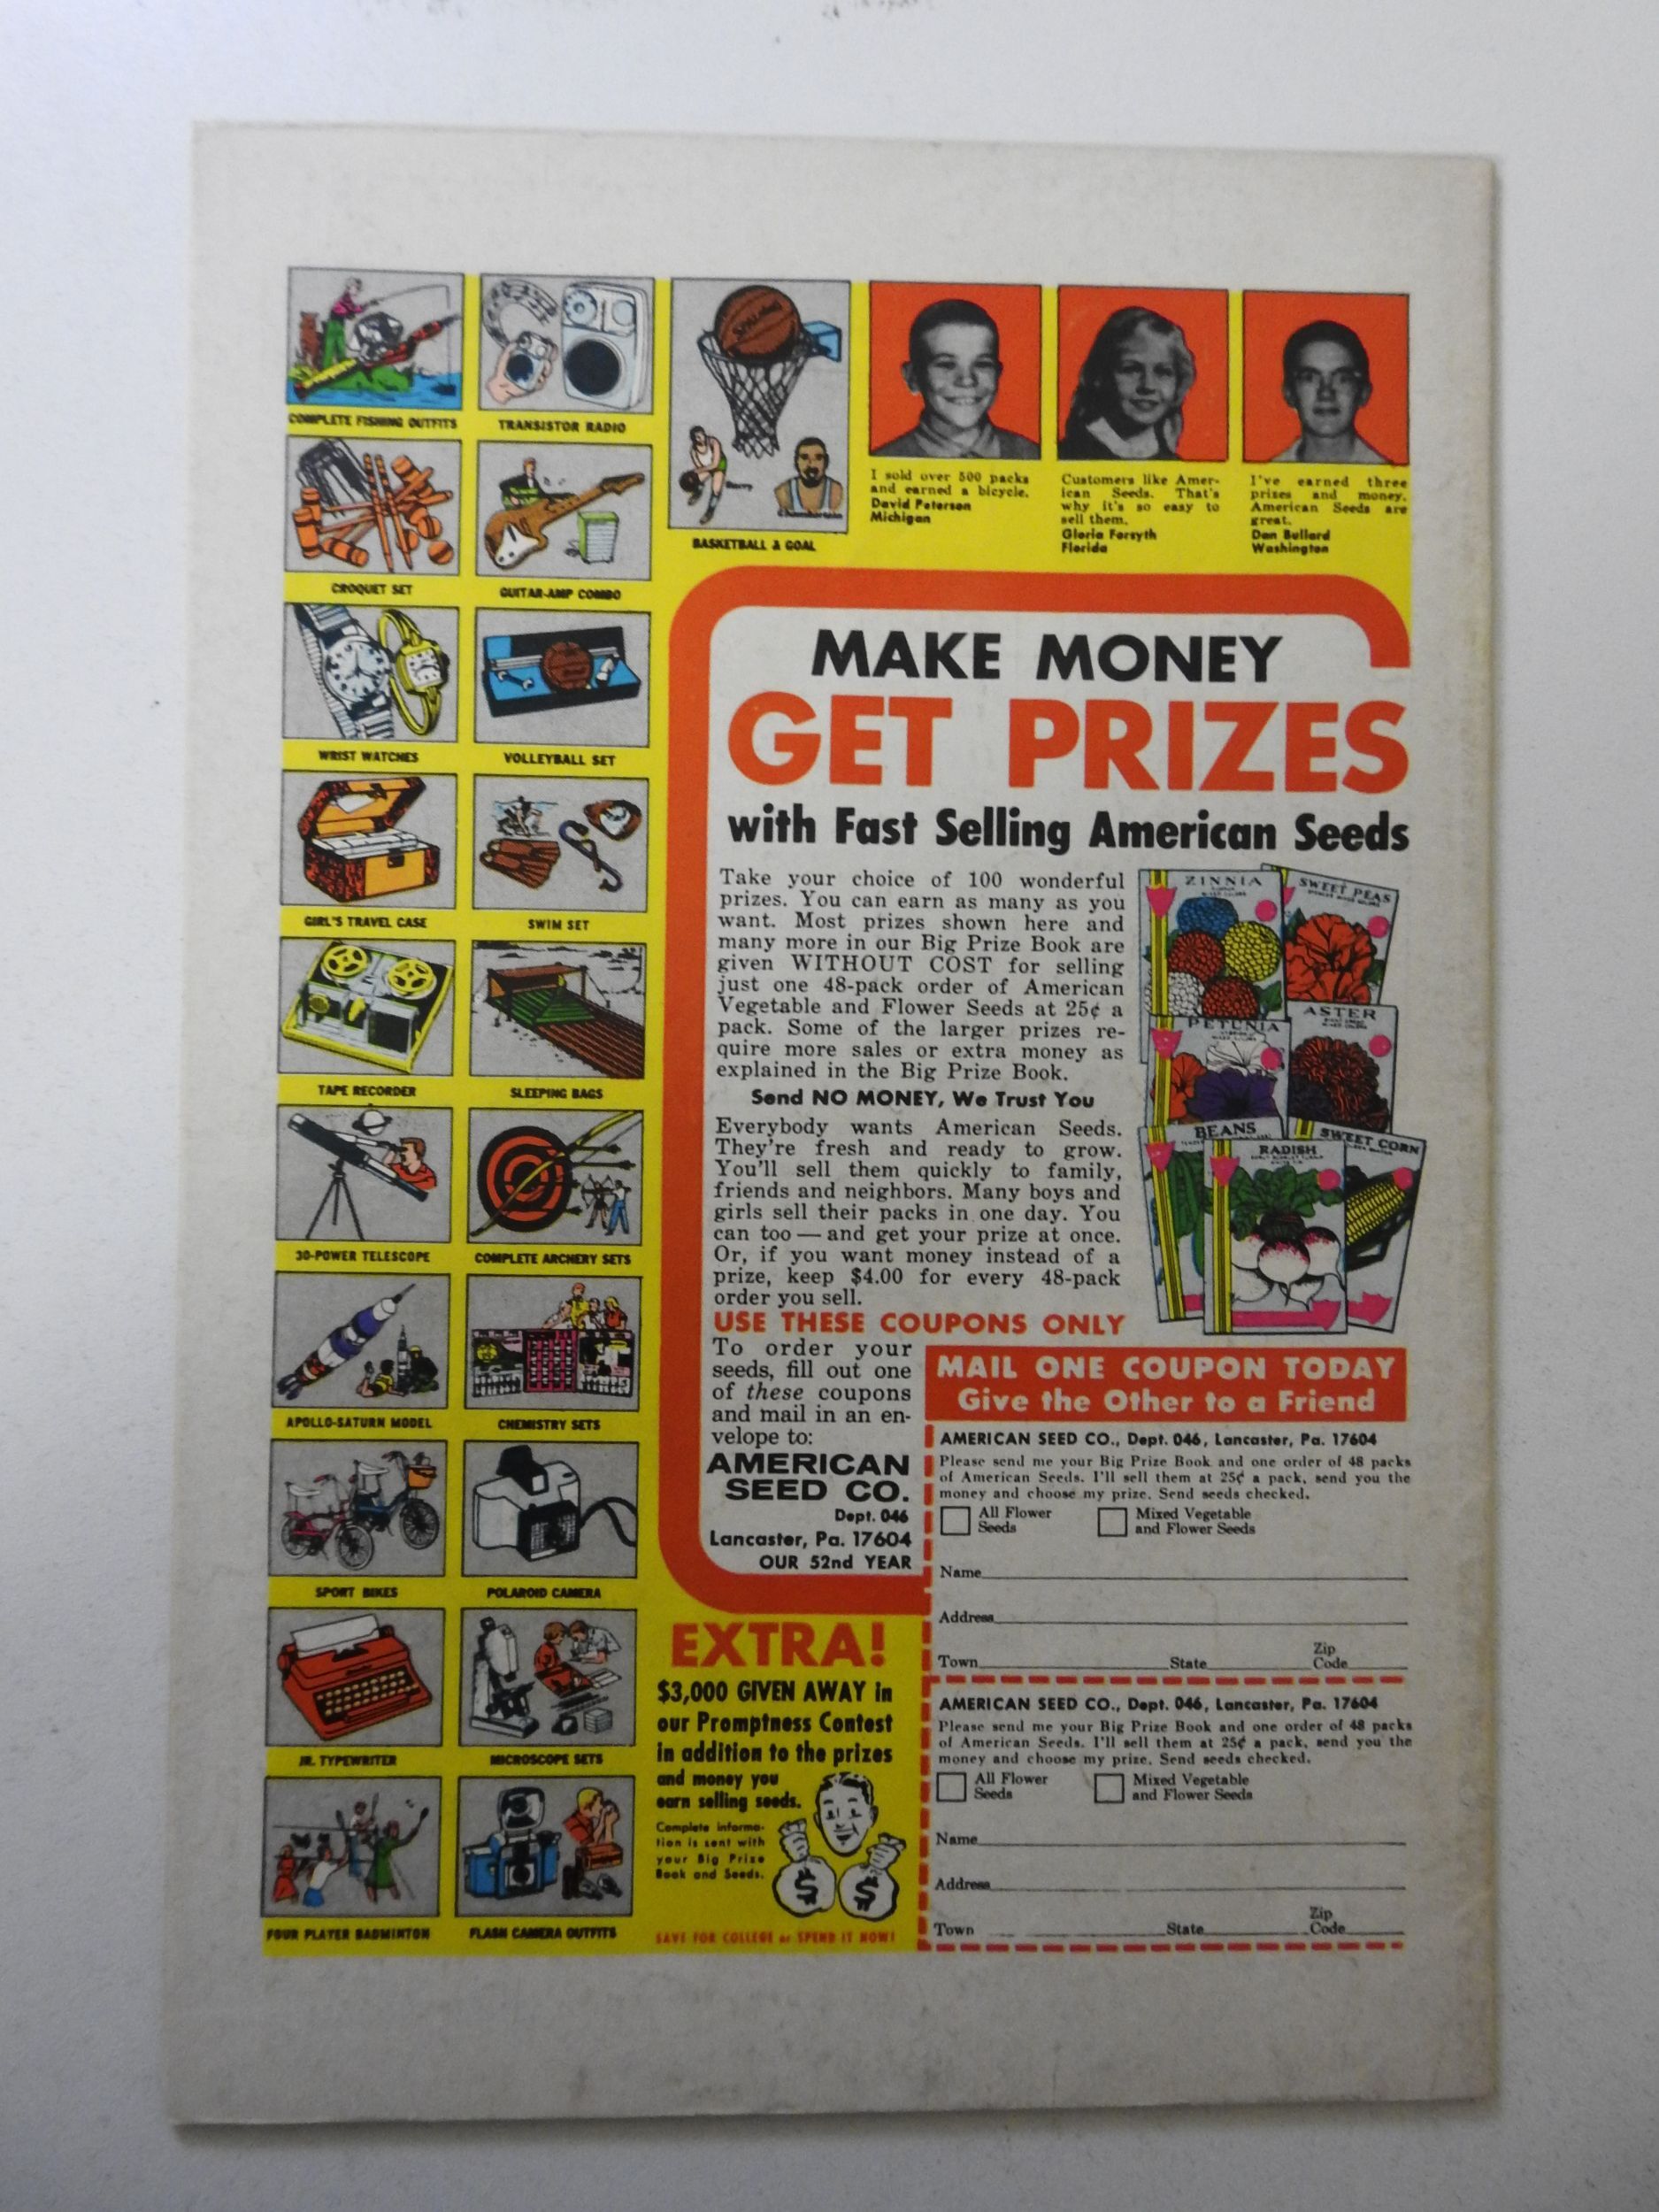 COMPLETE FISHING OUTFITS
TRANSISTOR RADIO
CROQUET SET
GUITAR-AMP COMBO
WRIST WATCHES
VOLLEYBALL SET
GIRL'S TRAVEL CASE
SWIM SET
TAPE RECORDER
SLEEPING BAGS
30-POWER TELESCOPE
COMPLETE ARCHERY SETS
APOLLO-SATURN MODEL
CHEMISTRY SETS
SPORT BIKES
POLAROID CAMERA
JR. TYPEWRITER
MICROSCOPE SETS
FOUR PLAYER BADMINTON
FLASH CAMERA OUTFITS
Spalding
Barry
Chamberlain
BASKETBALL & GOAL
I sold over 500 packs
and earned a bicycle.
David Peterson
Michigan
Customers like Amer-
ican Seeds. That's
why it's so easy to
sell them.
Gloria Forsyth
Florida
I've earned three
prizes and money.
American Seeds are
great.
Dan Bullard
Washington
MAKE MONEY
GET PRIZES
with Fast Selling American Seeds
Take your choice of 100 wonderful
prizes. You can earn as many as you
want. Most prizes shown here and
many more in our Big Prize Book are
given WITHOUT COST for selling
just one 48-pack order of American
Vegetable and Flower Seeds at 25¢ a
pack. Some of the larger prizes re-
quire more sales or extra money as
explained in the Big Prize Book.
Send NO MONEY, We Trust You
Everybody wants American Seeds.
They're fresh and ready to grow.
You'll sell them quickly to family,
friends and neighbors. Many boys and
girls sell their packs in one day. You
can too — and get your prize at once.
Or, if you want money instead of a
prize, keep $4.00 for every 48-pack
order you sell.
ZINNIA
SWEET PEAS
PETUNIA
ASTER
BEANS
RADISH
SWEET CORN
USE THESE COUPONS ONLY
To order your
seeds, fill out one
of these coupons
and mail in an en-
velope to:
AMERICAN
SEED CO.
Dept. 046
Lancaster, Pa. 17604
OUR 52nd YEAR
MAIL ONE COUPON TODAY
Give the Other to a Friend
AMERICAN SEED CO., Dept. 046, Lancaster, Pa. 17604
Please send me your Big Prize Book and one order of 48 packs
of American Seeds. I'll sell them at 25¢ a pack, send you the
money and choose my prize. Send seeds checked.
All Flower
Seeds
Mixed Vegetable
and Flower Seeds
Name
Address
Town State Zip
Code
AMERICAN SEED CO., Dept. 046, Lancaster, Pa. 17604
Please send me your Big Prize Book and one order of 48 packs
of American Seeds. I'll sell them at 25¢ a pack, send you the
money and choose my prize. Send seeds checked.
All Flower
Seeds
Mixed Vegetable
and Flower Seeds
Name
Address
Town State Zip
Code
EXTRA!
$3,000 GIVEN AWAY in
our Promptness Contest
in addition to the prizes
and money you
earn selling seeds.
Complete informa-
tion is sent with
your Big Prize
Book and Seeds.
$ $
SAVE FOR COLLEGE or SPEND IT NOW!